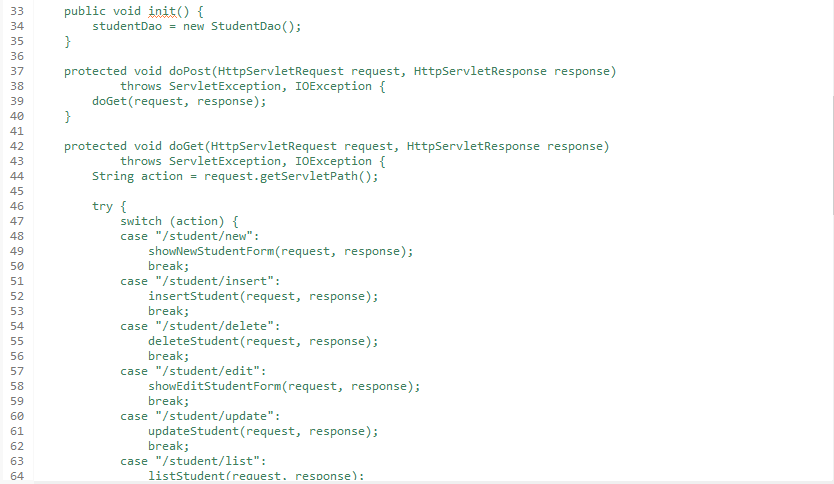 33 public void init() {
34 studentDao = new StudentDao();
35 }
36
37 protected void doPost(HttpServletRequest request, HttpServletResponse response)
38 throws ServletException, IOException {
39 doGet(request, response);
40 }
41
42 protected void doGet(HttpServletRequest request, HttpServletResponse response)
43 throws ServletException, IOException {
44 String action = request.getServletPath();
45
46 try {
47 switch (action) {
48 case "/student/new":
49 showNewStudentForm(request, response);
50 break;
51 case "/student/insert":
52 insertStudent(request, response);
53 break;
54 case "/student/delete":
55 deleteStudent(request, response);
56 break;
57 case "/student/edit":
58 showEditStudentForm(request, response);
59 break;
60 case "/student/update":
61 updateStudent(request, response);
62 break;
63 case "/student/list":
64 listStudent(request, response);